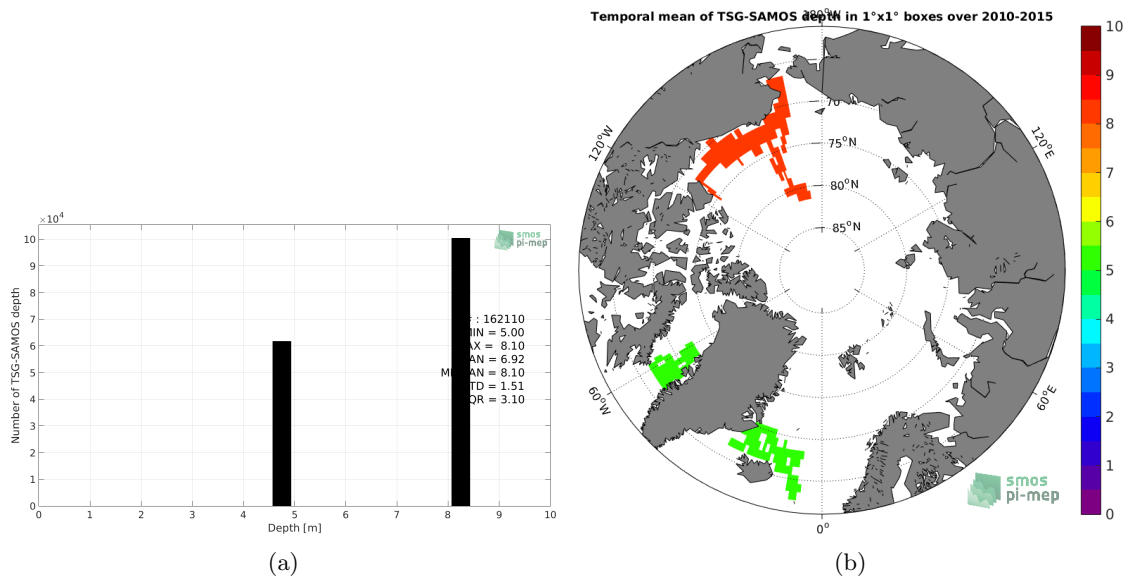 ×10⁴
10
9
8
7
6
5
4
3
2
1
0
Number of TSG-SAMOS depth
smos
pi-mep
: 162110
MIN = 5.00
AX = 8.10
AN = 6.92
M AN = 8.10
TD = 1.51
QR = 3.10
0 1 2 3 4 5 6 7 8 9 10
Depth [m]
(a)
Temporal mean of TSG-SAMOS depth in 1°x1° boxes over 2010-2015
180°W
120°W
120°E
60°W
60°E
0°
70
75°N
80°N
85°N
smos
pi-mep
10
9
8
7
6
5
4
3
2
1
0
(b)